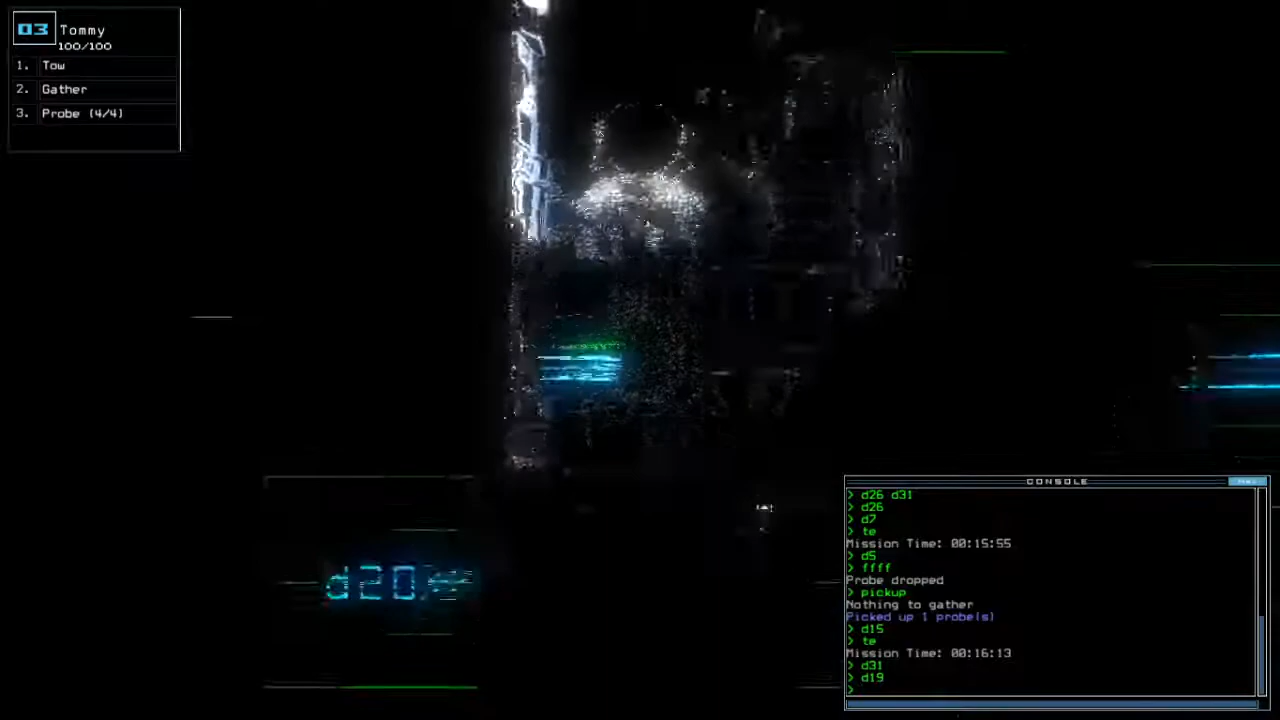 03 Tommy
100/100
1. Tow
2. Gather
3. Probe (4/4)
d20
CONSOLE
> d26 d31
> d26
> d7
> te
Mission Time: 00:15:55
> d5
> ffff
Probe dropped
> pickup
Nothing to gather
Picked up 1 probe(s)
> d15
> te
Mission Time: 00:16:13
> d31
> d19
>